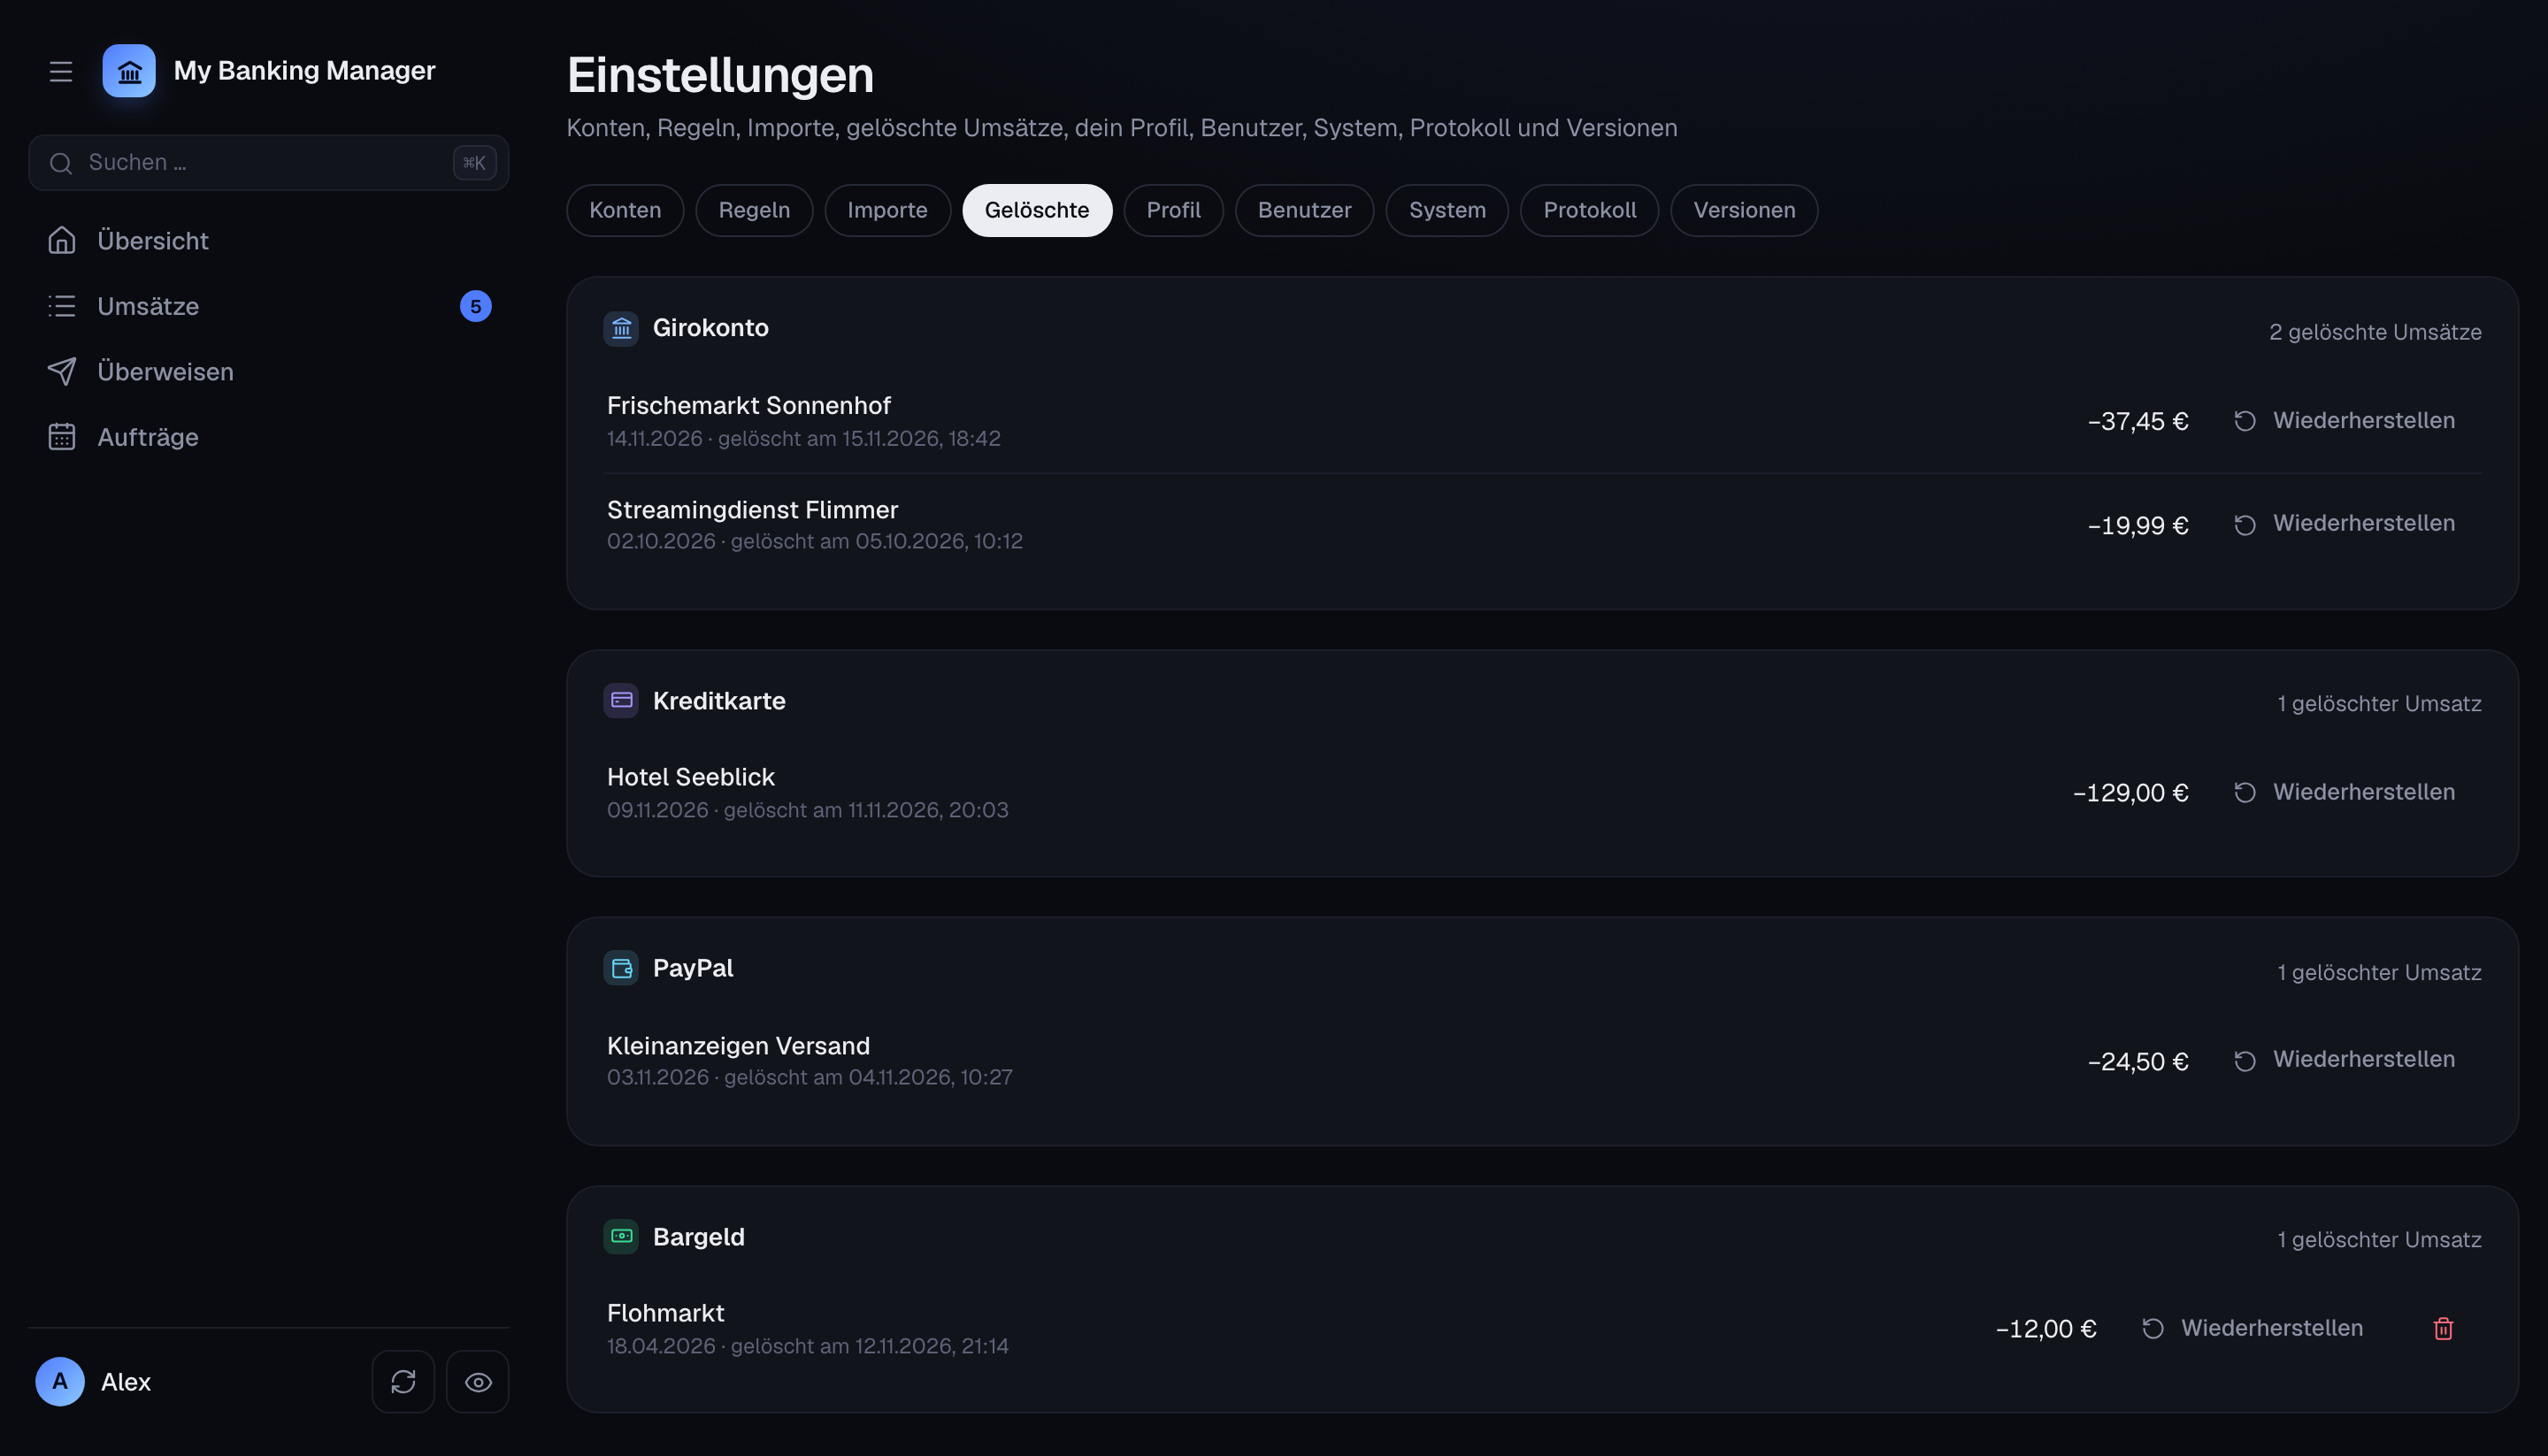 My Banking Manager
Suchen …
⌘K
Übersicht
Umsätze
5
Überweisen
Aufträge
A
Alex
Einstellungen
Konten, Regeln, Importe, gelöschte Umsätze, dein Profil, Benutzer, System, Protokoll und Versionen
Konten
Regeln
Importe
Gelöschte
Profil
Benutzer
System
Protokoll
Versionen
Girokonto
2 gelöschte Umsätze
Frischemarkt Sonnenhof
14.11.2026 · gelöscht am 15.11.2026, 18:42
−37,45 €
Wiederherstellen
Streamingdienst Flimmer
02.10.2026 · gelöscht am 05.10.2026, 10:12
−19,99 €
Wiederherstellen
Kreditkarte
1 gelöschter Umsatz
Hotel Seeblick
09.11.2026 · gelöscht am 11.11.2026, 20:03
−129,00 €
Wiederherstellen
PayPal
1 gelöschter Umsatz
Kleinanzeigen Versand
03.11.2026 · gelöscht am 04.11.2026, 10:27
−24,50 €
Wiederherstellen
Bargeld
1 gelöschter Umsatz
Flohmarkt
18.04.2026 · gelöscht am 12.11.2026, 21:14
−12,00 €
Wiederherstellen